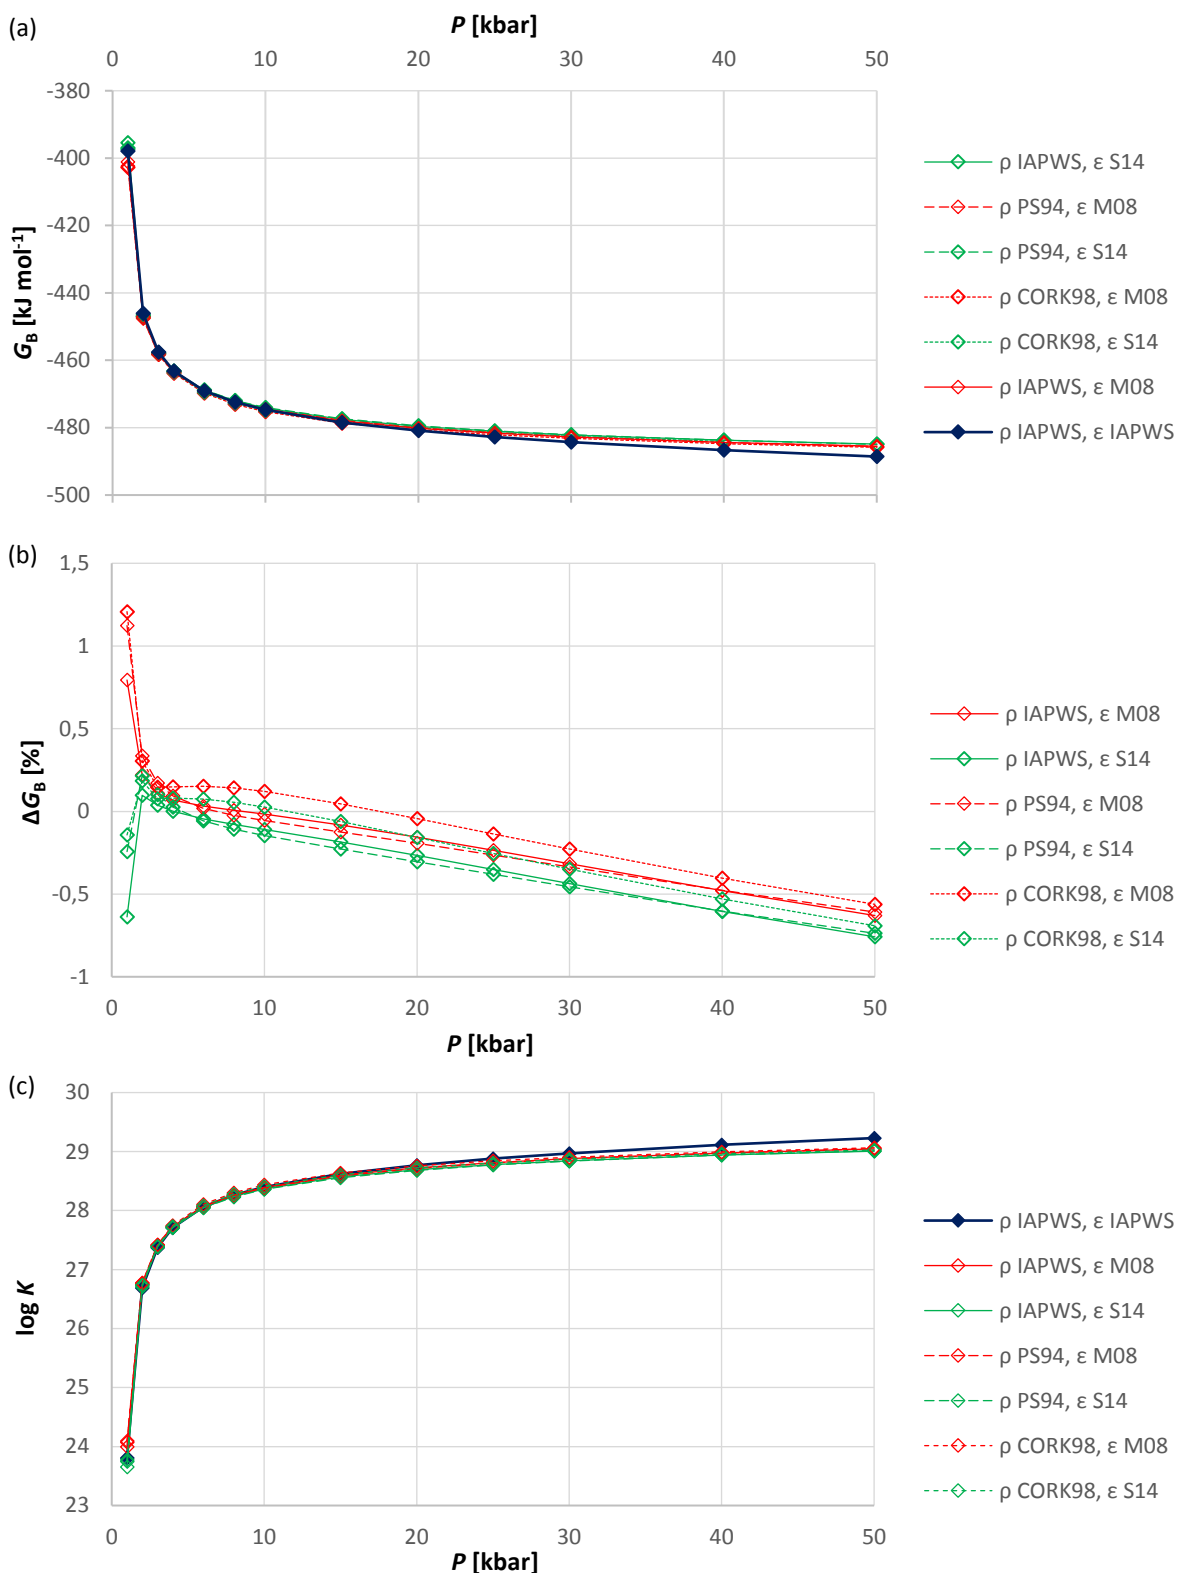 (a)
P [kbar]
0 10 20 30 40 50
-380
-400
-420
-440
-460
-480
-500
G_B [kJ mol⁻¹]
ρ IAPWS, ε S14
ρ PS94, ε M08
ρ PS94, ε S14
ρ CORK98, ε M08
ρ CORK98, ε S14
ρ IAPWS, ε M08
ρ IAPWS, ε IAPWS
(b)
1,5
1
0,5
0
-0,5
-1
ΔG_B [%]
0 10 20 30 40 50
P [kbar]
ρ IAPWS, ε M08
ρ IAPWS, ε S14
ρ PS94, ε M08
ρ PS94, ε S14
ρ CORK98, ε M08
ρ CORK98, ε S14
(c)
30
29
28
27
26
25
24
23
log K
0 10 20 30 40 50
P [kbar]
ρ IAPWS, ε IAPWS
ρ IAPWS, ε M08
ρ IAPWS, ε S14
ρ PS94, ε M08
ρ PS94, ε S14
ρ CORK98, ε M08
ρ CORK98, ε S14